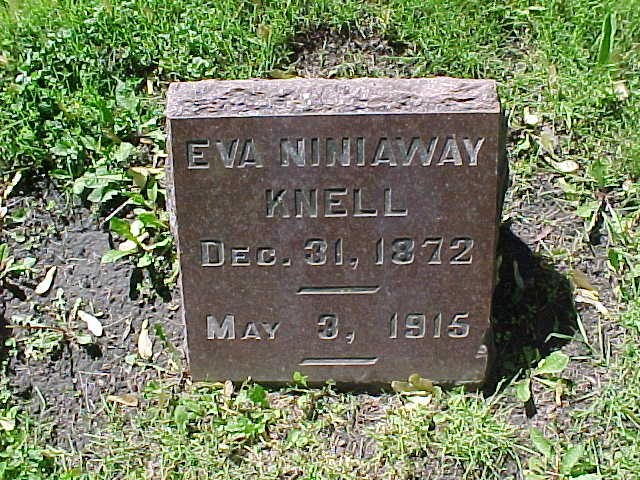 EVA NINIAWAY
KNELL
DEC. 31, 1872
MAY 3, 1915